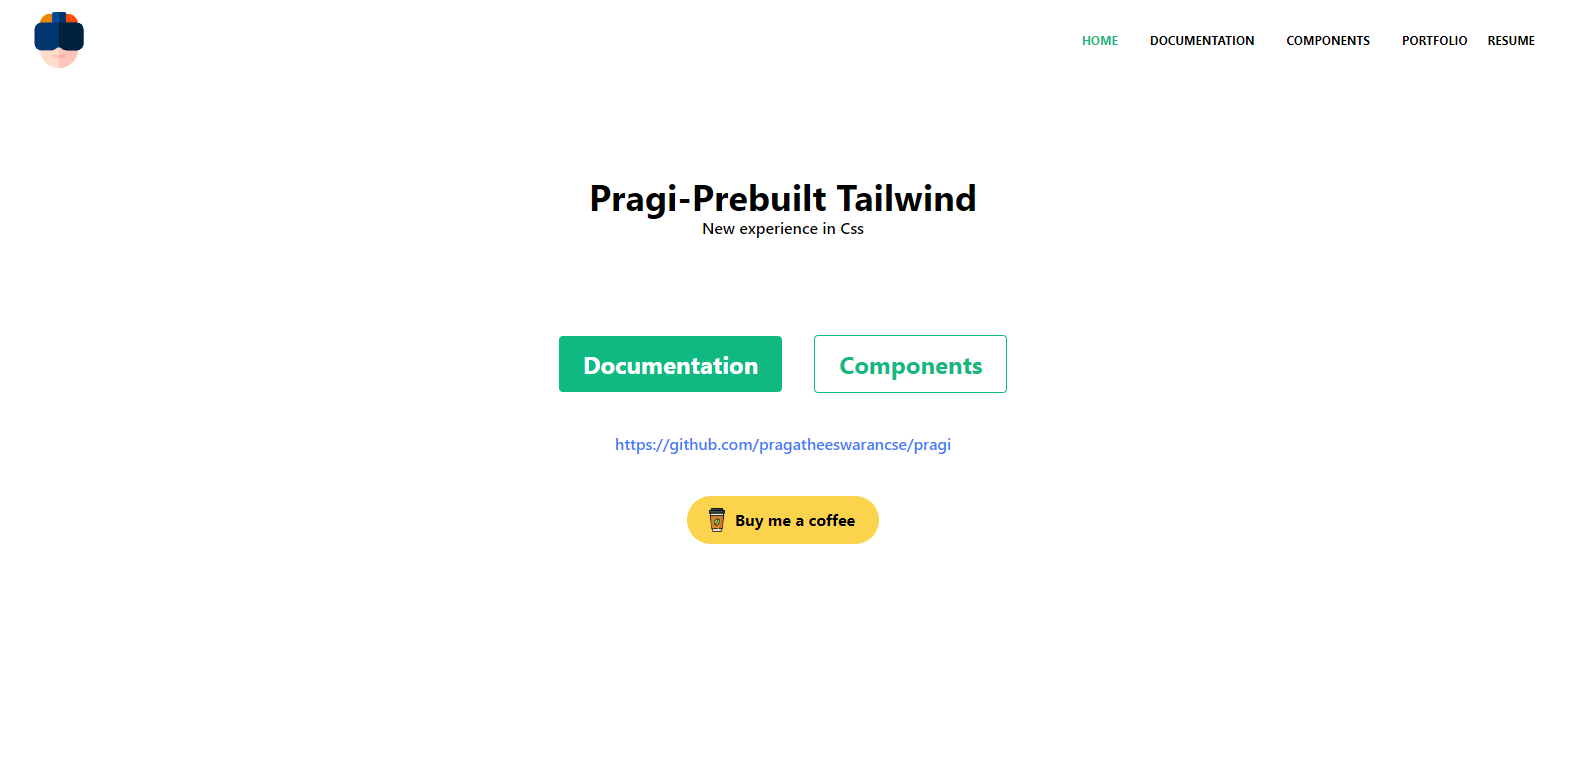 HOME DOCUMENTATION COMPONENTS PORTFOLIO RESUME
Pragi-Prebuilt Tailwind
New experience in Css
Documentation Components
https://github.com/pragatheeswarancse/pragi
Buy me a coffee